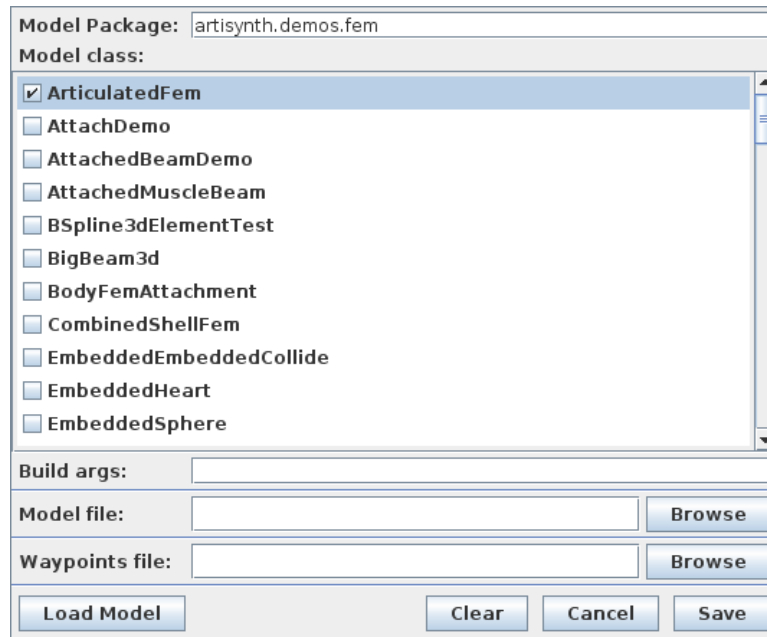 Model Package: artisynth.demos.fem
Model class:
ArticulatedFem
AttachDemo
AttachedBeamDemo
AttachedMuscleBeam
BSpline3dElementTest
BigBeam3d
BodyFemAttachment
CombinedShellFem
EmbeddedEmbeddedCollide
EmbeddedHeart
EmbeddedSphere
Build args:
Model file: Browse
Waypoints file: Browse
Load Model Clear Cancel Save